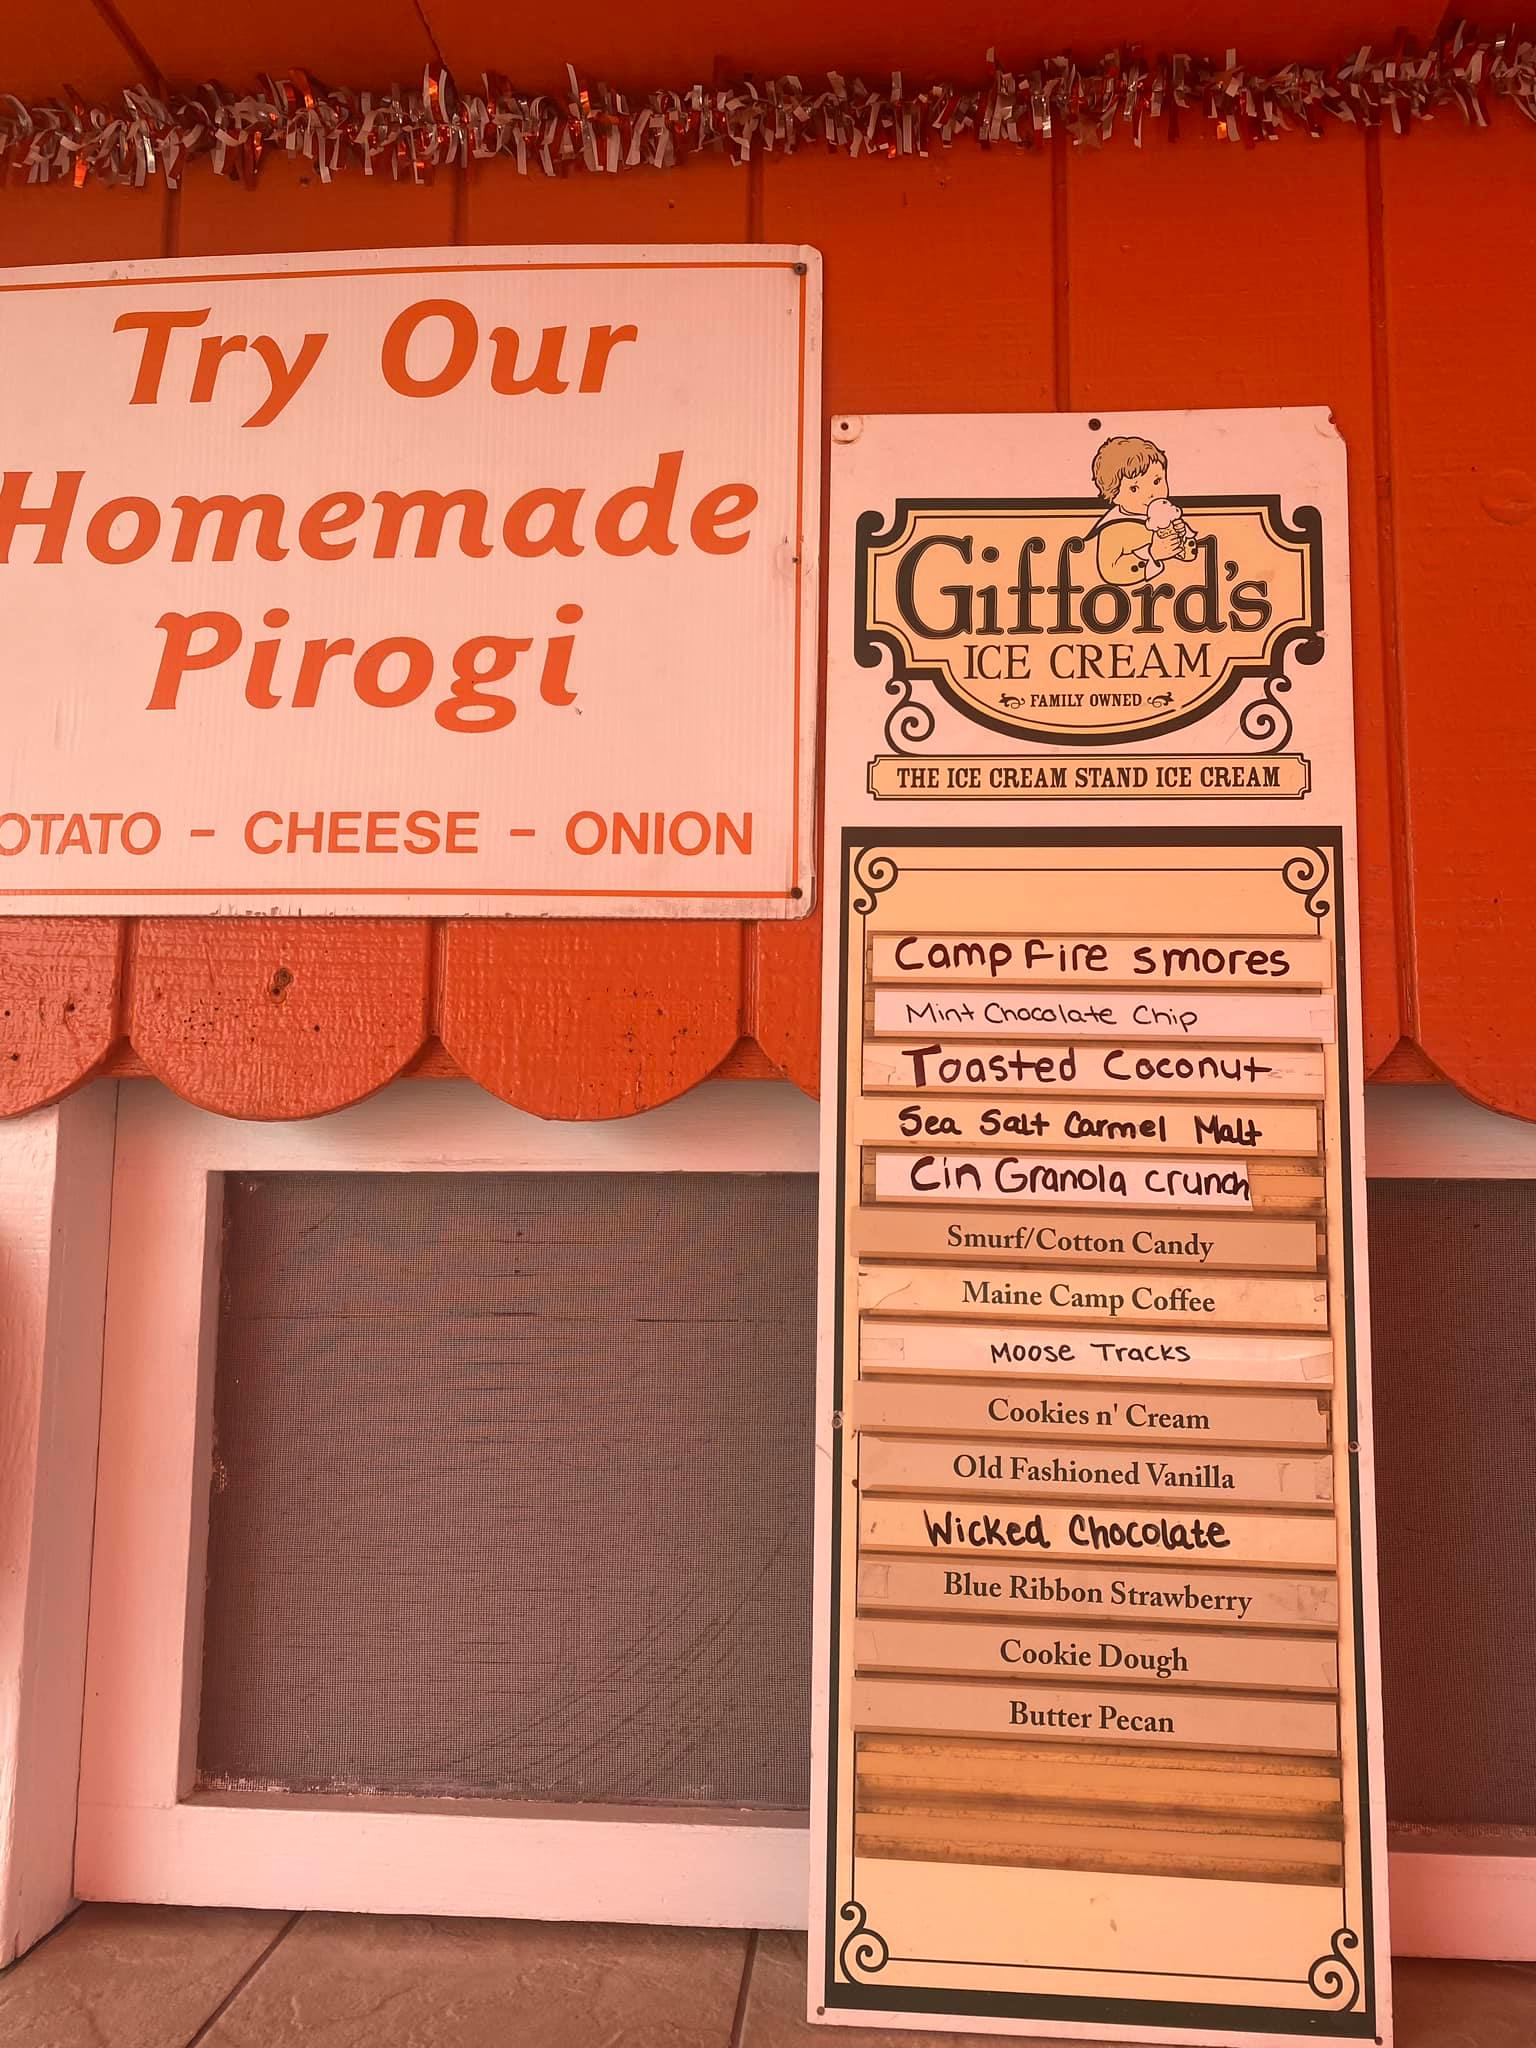 Try Our
Homemade
Pirogi
OTATO - CHEESE - ONION
Gifford's
ICE CREAM
FAMILY OWNED
THE ICE CREAM STAND ICE CREAM
Camp Fire smores
Mint Chocolate Chip
Toasted Coconut
Sea Salt Carmel Malt
Cin Granola crunch
Smurf/Cotton Candy
Maine Camp Coffee
Moose Tracks
Cookies n' Cream
Old Fashioned Vanilla
Wicked Chocolate
Blue Ribbon Strawberry
Cookie Dough
Butter Pecan